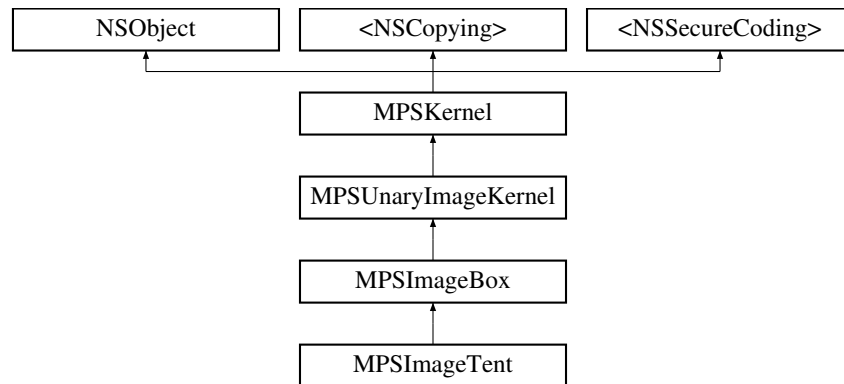 NSObject
<NSCopying>
<NSSecureCoding>
MPSKernel
MPSUnaryImageKernel
MPSImageBox
MPSImageTent